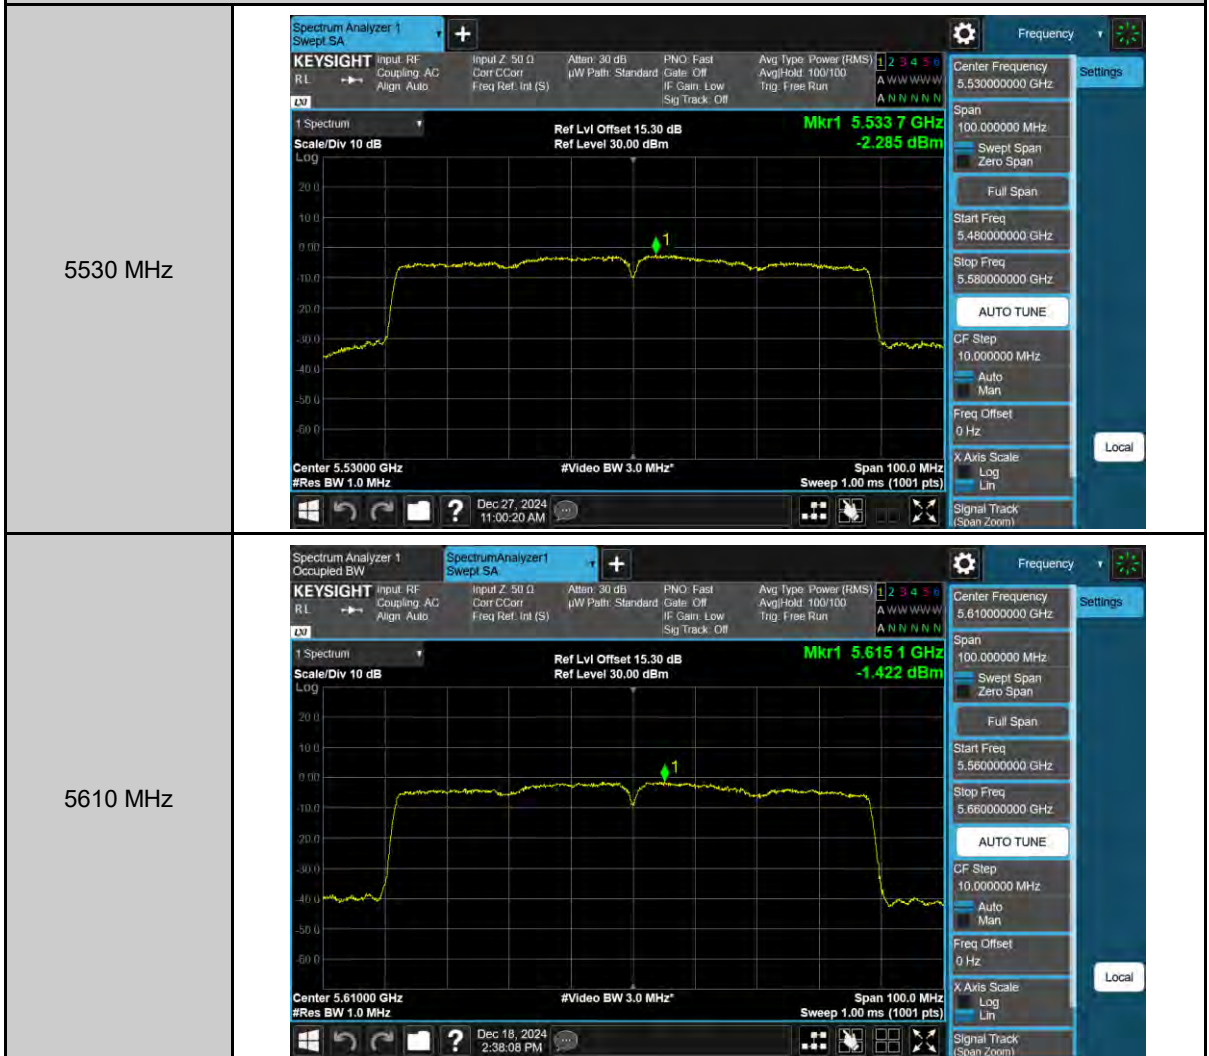 5530 MHz
Spectrum Analyzer 1
Swept SA
KEYSIGHT
RL
LXI
Input: RF
Coupling: AC
Align: Auto
Input Z: 50 Ω
Corr CCorr
Freq Ref: Int (S)
Atten: 30 dB
µW Path: Standard
PNO: Fast
Gate: Off
IF Gain: Low
Sig Track: Off
Avg Type: Power (RMS)
Avg|Hold: 100/100
Trig: Free Run
1 2 3 4 5 6
A W W W W W
A N N N N N
1 Spectrum
Scale/Div 10 dB
Log
Ref Lvl Offset 15.30 dB
Ref Level 30.00 dBm
Mkr1 5.533 7 GHz
-2.285 dBm
20.0
10.0
0.00
-10.0
-20.0
-30.0
-40.0
-50.0
-60.0
1
Center 5.53000 GHz
#Res BW 1.0 MHz
#Video BW 3.0 MHz*
Span 100.0 MHz
Sweep 1.00 ms (1001 pts)
?
Dec 27, 2024
11:00:20 AM
Frequency
Settings
Center Frequency
5.530000000 GHz
Span
100.000000 MHz
Swept Span
Zero Span
Full Span
Start Freq
5.480000000 GHz
Stop Freq
5.580000000 GHz
AUTO TUNE
CF Step
10.000000 MHz
Auto
Man
Freq Offset
0 Hz
X Axis Scale
Log
Lin
Signal Track
(Span Zoom)
Local
5610 MHz
Spectrum Analyzer 1
Occupied BW
SpectrumAnalyzer1
Swept SA
KEYSIGHT
RL
LXI
Input: RF
Coupling: AC
Align: Auto
Input Z: 50 Ω
Corr CCorr
Freq Ref: Int (S)
Atten: 30 dB
µW Path: Standard
PNO: Fast
Gate: Off
IF Gain: Low
Sig Track: Off
Avg Type: Power (RMS)
Avg|Hold: 100/100
Trig: Free Run
1 2 3 4 5 6
A W W W W W
A N N N N N
1 Spectrum
Scale/Div 10 dB
Log
Ref Lvl Offset 15.30 dB
Ref Level 30.00 dBm
Mkr1 5.615 1 GHz
-1.422 dBm
20.0
10.0
0.00
-10.0
-20.0
-30.0
-40.0
-50.0
-60.0
1
Center 5.61000 GHz
#Res BW 1.0 MHz
#Video BW 3.0 MHz*
Span 100.0 MHz
Sweep 1.00 ms (1001 pts)
?
Dec 18, 2024
2:38:08 PM
Frequency
Settings
Center Frequency
5.610000000 GHz
Span
100.000000 MHz
Swept Span
Zero Span
Full Span
Start Freq
5.560000000 GHz
Stop Freq
5.660000000 GHz
AUTO TUNE
CF Step
10.000000 MHz
Auto
Man
Freq Offset
0 Hz
X Axis Scale
Log
Lin
Signal Track
(Span Zoom)
Local